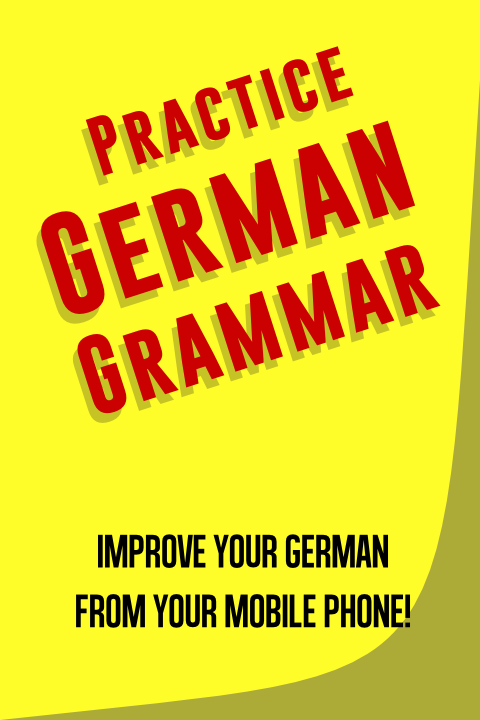 PRACTICE
GERMAN
GRAMMAR
IMPROVE YOUR GERMAN
FROM YOUR MOBILE PHONE!